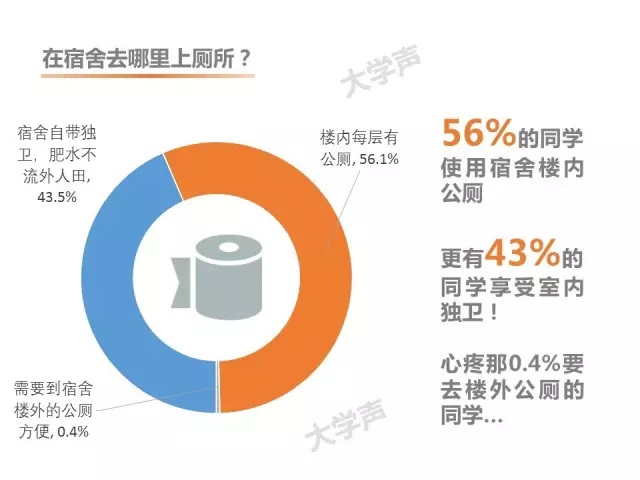 在宿舍去哪里上厕所？
大学声
宿舍自带独
卫，肥水不
流外人田,
43.5%
楼内每层有
公厕, 56.1%
需要到宿舍
楼外的公厕
方便, 0.4%
56%的同学
使用宿舍楼内
公厕
更有43%的
同学享受室内
独卫！
心疼那0.4%要
去楼外公厕的
同学...
大学声